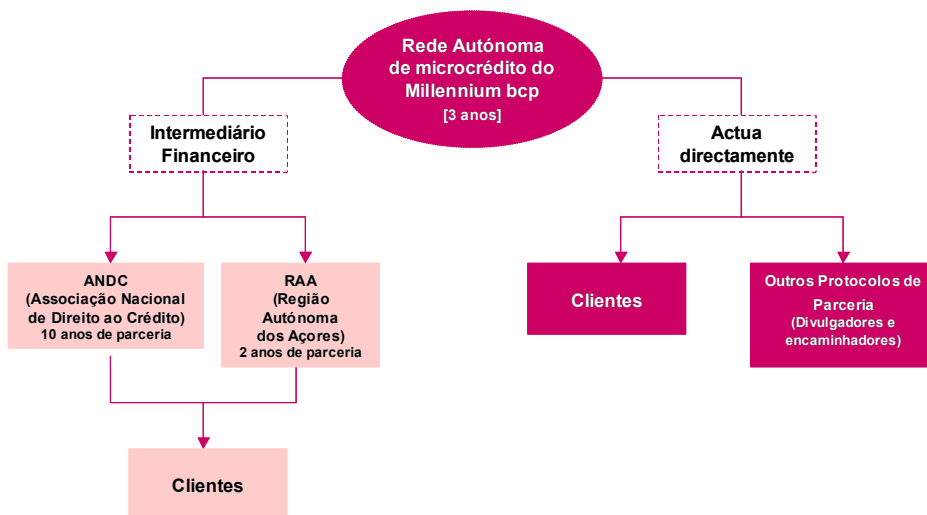 Rede Autónoma
de microcrédito do
Millennium bcp
[3 anos]
Intermediário
Financeiro
Actua
directamente
ANDC
(Associação Nacional
de Direito ao Crédito)
10 anos de parceria
RAA
(Região
Autónoma
dos Açores)
2 anos de parceria
Clientes
Outros Protocolos de
Parceria
(Divulgadores e
encaminhadores)
Clientes